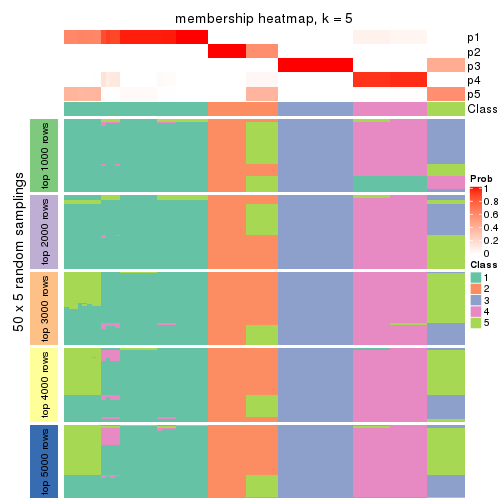 membership heatmap, k = 5
p1
p2
p3
p4
p5
Class
50 x 5 random samplings
top 1000 rows
top 2000 rows
top 3000 rows
top 4000 rows
top 5000 rows
Prob
1
0.8
0.6
0.4
0.2
0
Class
1
2
3
4
5